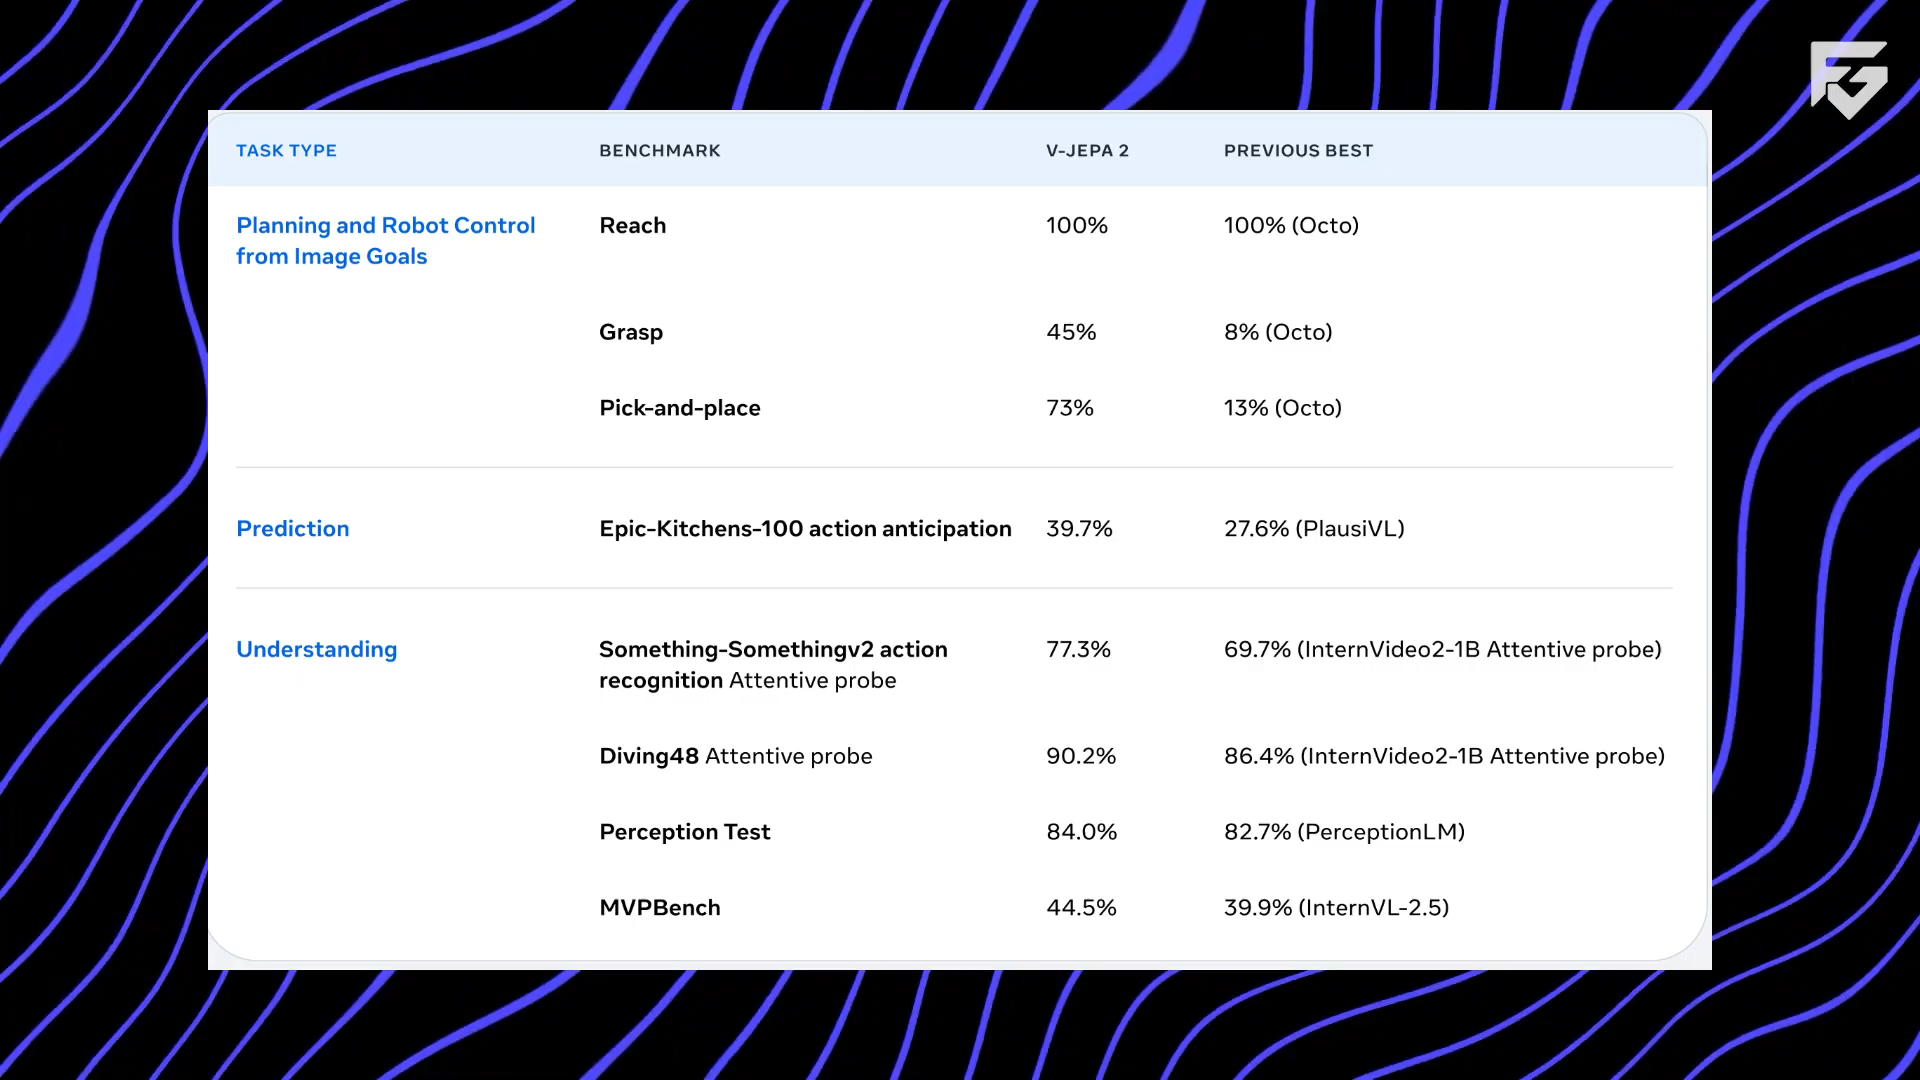 TASK TYPE BENCHMARK V-JEPA 2 PREVIOUS BEST
Planning and Robot Control Reach 100% 100% (Octo)
from Image Goals
Grasp 45% 8% (Octo)
Pick-and-place 73% 13% (Octo)
Prediction Epic-Kitchens-100 action anticipation 39.7% 27.6% (PlausiVL)
Understanding Something-Somethingv2 action 77.3% 69.7% (InternVideo2-1B Attentive probe)
recognition Attentive probe
Diving48 Attentive probe 90.2% 86.4% (InternVideo2-1B Attentive probe)
Perception Test 84.0% 82.7% (PerceptionLM)
MVPBench 44.5% 39.9% (InternVL-2.5)